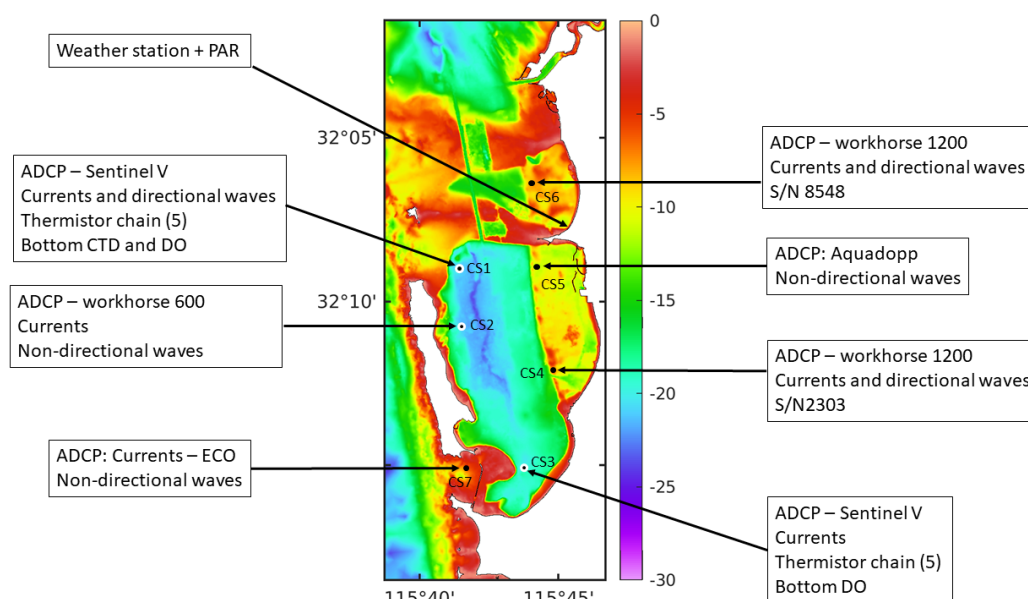 Weather station + PAR
ADCP – Sentinel V
Currents and directional waves
Thermistor chain (5)
Bottom CTD and DO
ADCP – workhorse 600
Currents
Non-directional waves
ADCP: Currents – ECO
Non-directional waves
32°05'
32°10'
115°40'
115°45'
CS6
CS1
CS5
CS2
CS4
CS3
CS7
0
-5
-10
-15
-20
-25
-30
ADCP – workhorse 1200
Currents and directional waves
S/N 8548
ADCP: Aquadopp
Non-directional waves
ADCP – workhorse 1200
Currents and directional waves
S/N2303
ADCP – Sentinel V
Currents
Thermistor chain (5)
Bottom DO